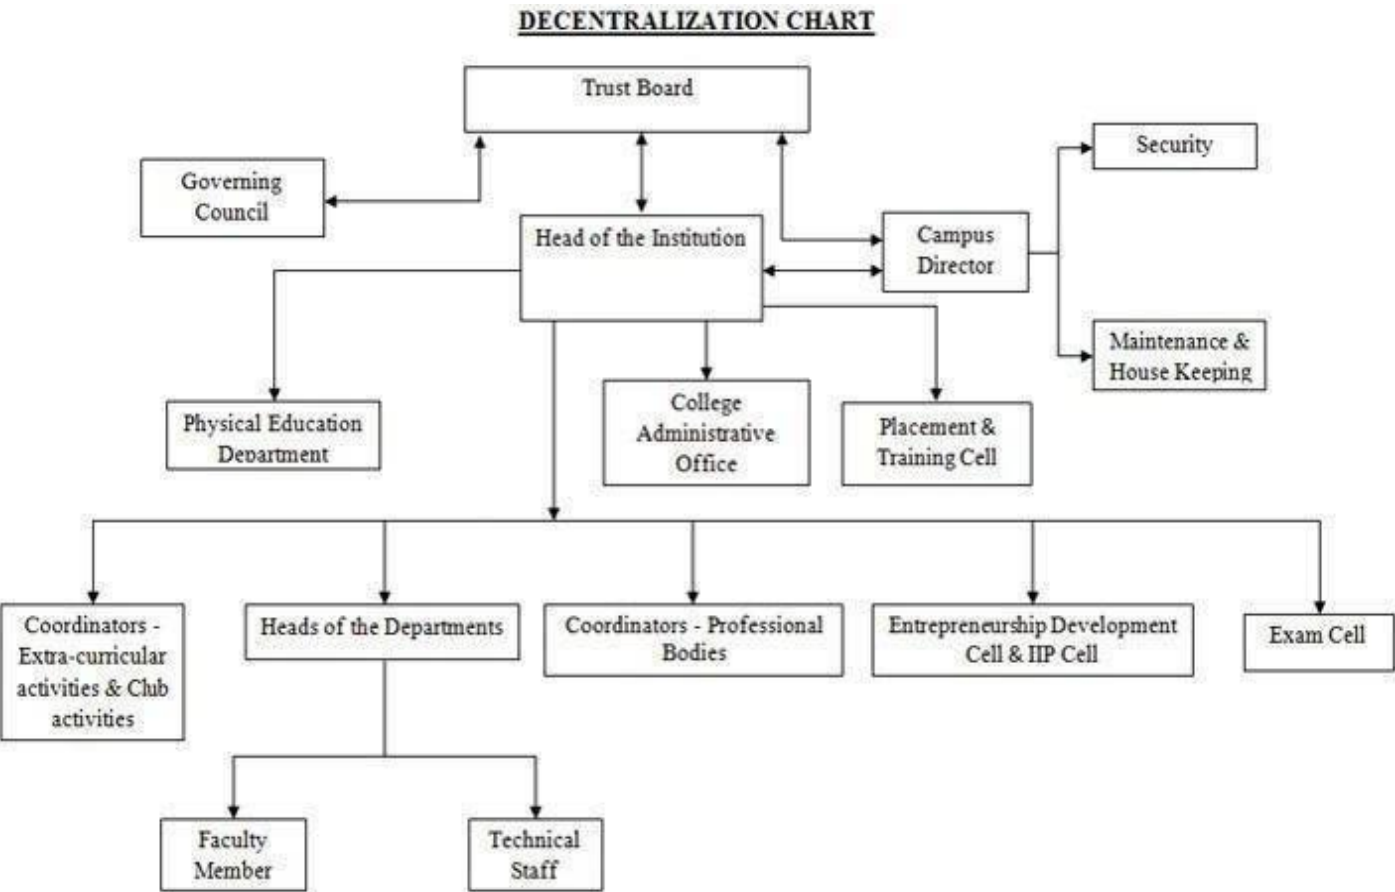 DECENTRALIZATION CHART
Trust Board
Security
Governing
Council
Head of the Institution
Campus
Director
Maintenance &
House Keeping
Physical Education
Department
College
Administrative
Office
Placement &
Training Cell
Coordinators -
Extra-curricular
activities & Club
activities
Heads of the Departments
Coordinators - Professional
Bodies
Entrepreneurship Development
Cell & IIP Cell
Exam Cell
Faculty
Member
Technical
Staff